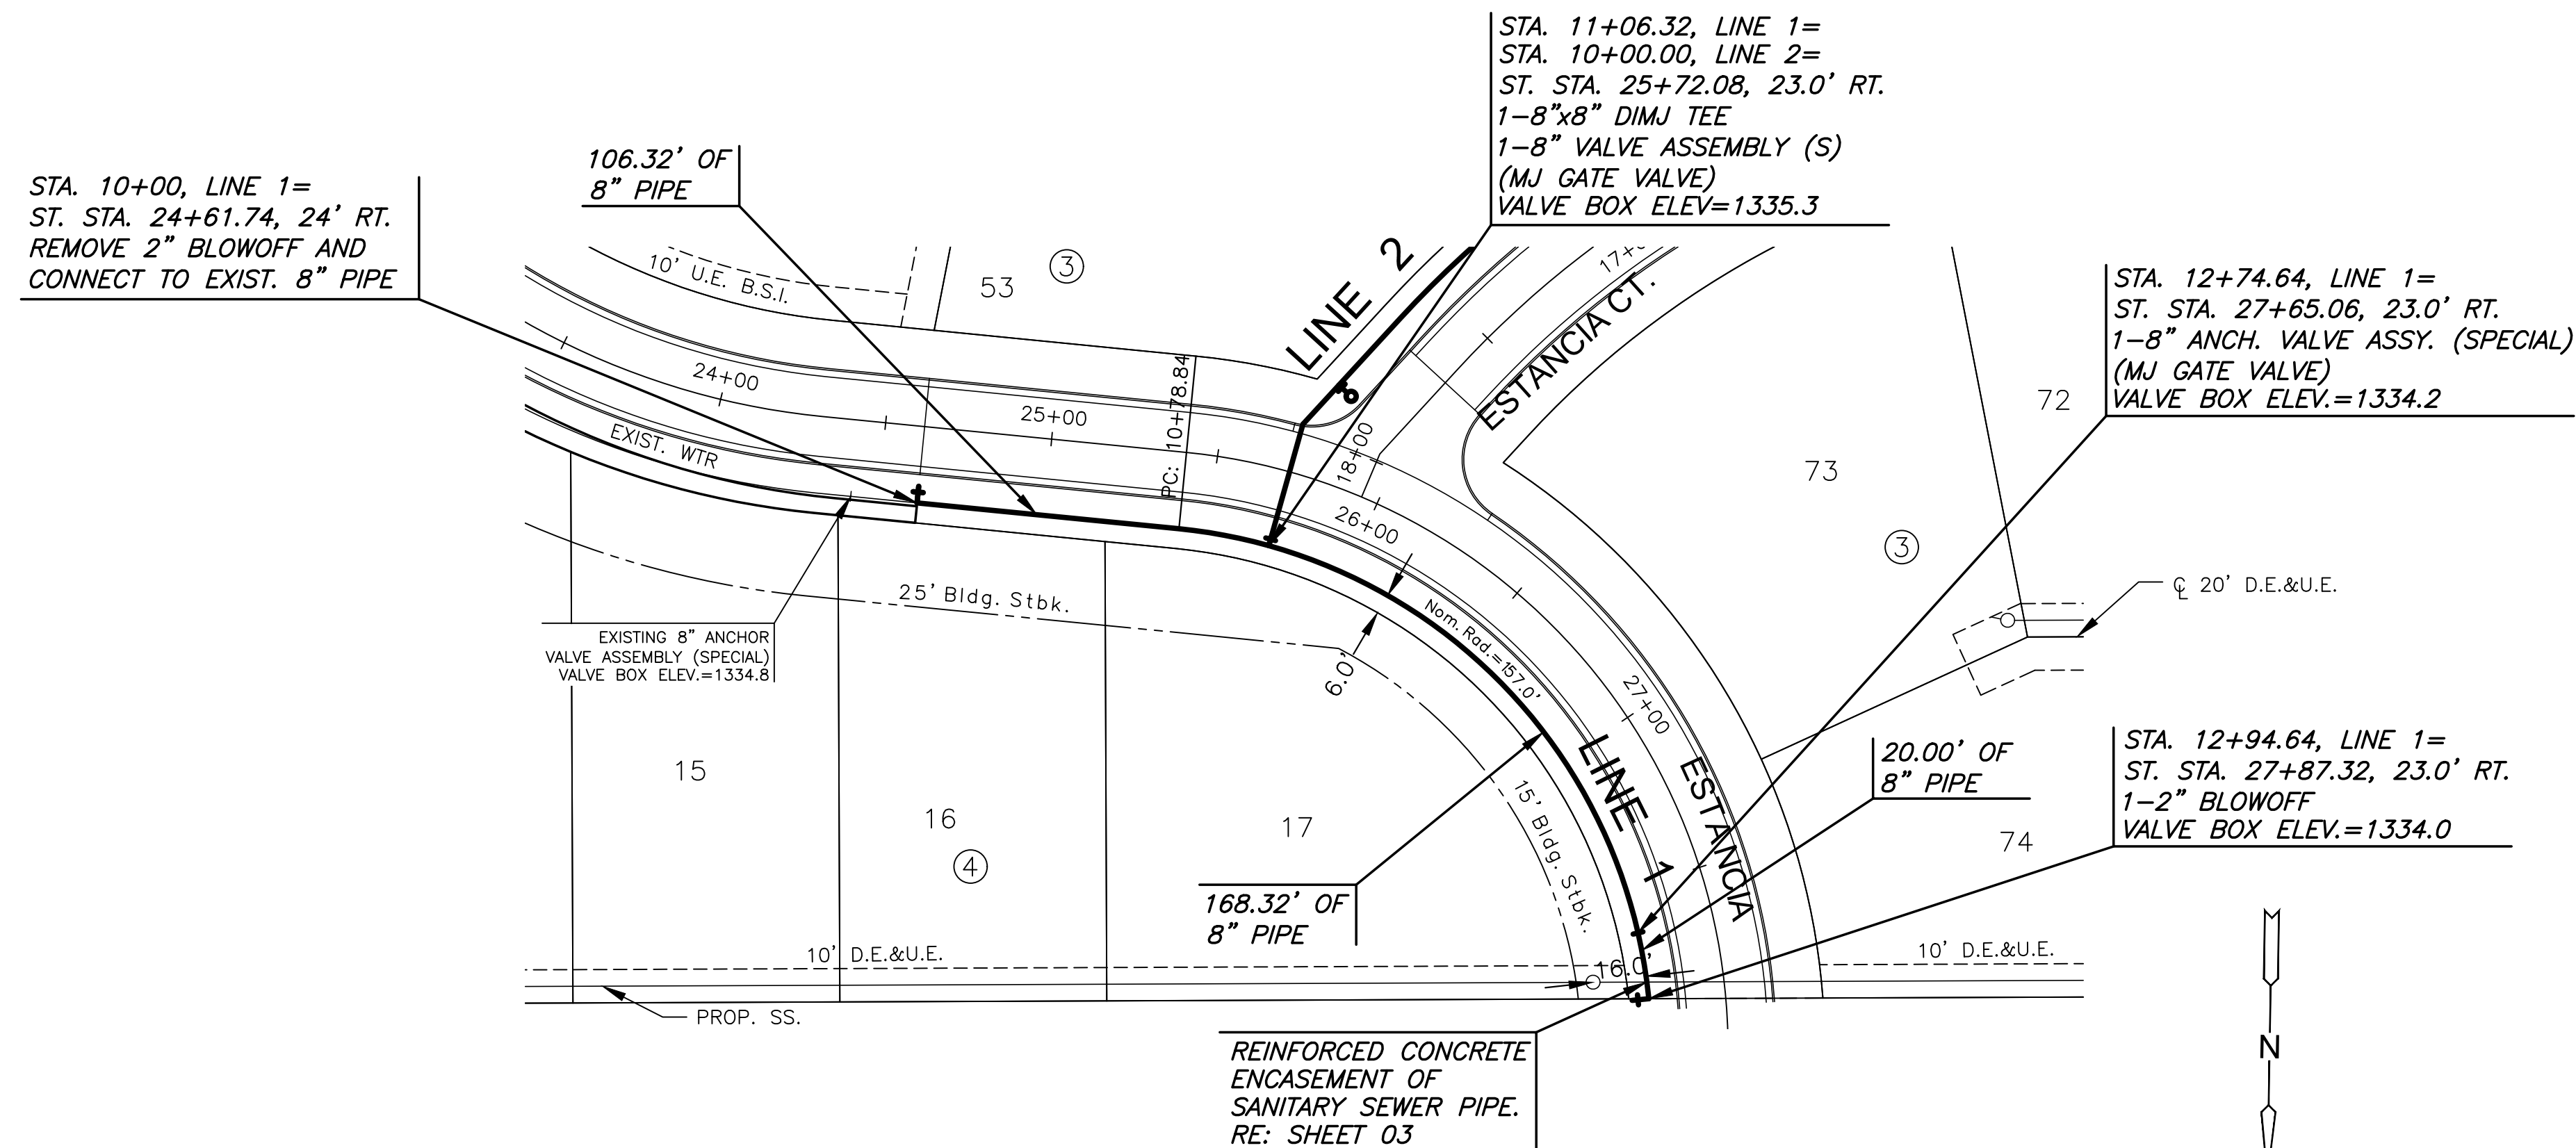 STA. 11+06.32, LINE 1=
STA. 10+00.00, LINE 2=
ST. STA. 25+72.08, 23.0' RT.
1-8"x8" DIMJ TEE
1-8" VALVE ASSEMBLY (S)
(MJ GATE VALVE)
VALVE BOX ELEV=1335.3
106.32' OF
8" PIPE
STA. 10+00, LINE 1=
ST. STA. 24+61.74, 24' RT.
REMOVE 2" BLOWOFF AND
CONNECT TO EXIST. 8" PIPE
STA. 12+74.64, LINE 1=
ST. STA. 27+65.06, 23.0' RT.
1-8" ANCH. VALVE ASSY. (SPECIAL)
(MJ GATE VALVE)
VALVE BOX ELEV.=1334.2
10' U.E. B.S.I.
53
3
LINE 2
ESTANCIA CT.
24+00
25+00
PC: 10+78.84
18+00
26+00
EXIST. WTR
72
73
3
℄ 20' D.E.&U.E.
25' Bldg. Stbk.
EXISTING 8" ANCHOR
VALVE ASSEMBLY (SPECIAL)
VALVE BOX ELEV.=1334.8
Nom. Rad.=157.0'
6.0'
27+00
LINE 1
ESTANCIA
15
16
4
17
15' Bldg. Stbk.
20.00' OF
8" PIPE
74
STA. 12+94.64, LINE 1=
ST. STA. 27+87.32, 23.0' RT.
1-2" BLOWOFF
VALVE BOX ELEV.=1334.0
168.32' OF
8" PIPE
10' D.E.&U.E.
16.0'
10' D.E.&U.E.
PROP. SS.
REINFORCED CONCRETE
ENCASEMENT OF
SANITARY SEWER PIPE.
RE: SHEET 03
N